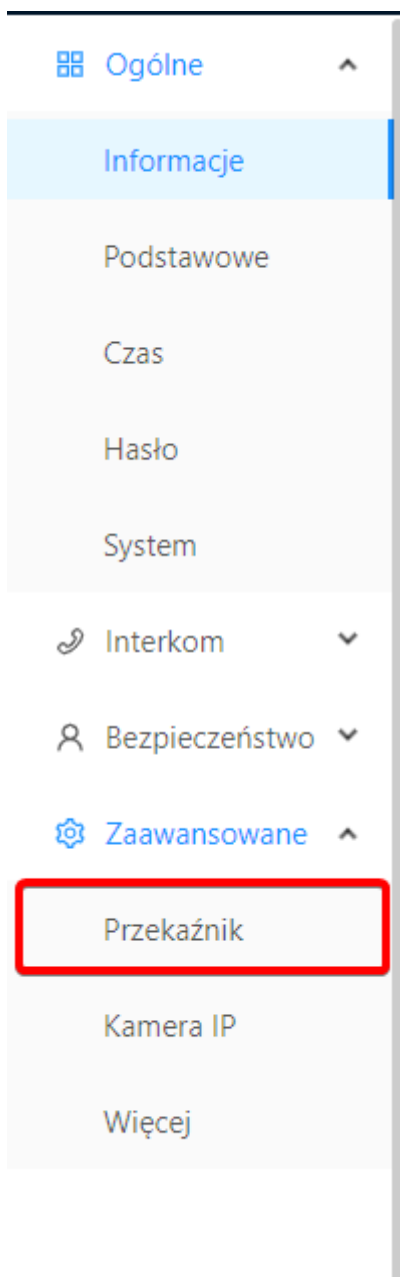 Ogólne
Informacje
Podstawowe
Czas
Hasło
System
Interkom
Bezpieczeństwo
Zaawansowane
Przekaźnik
Kamera IP
Więcej